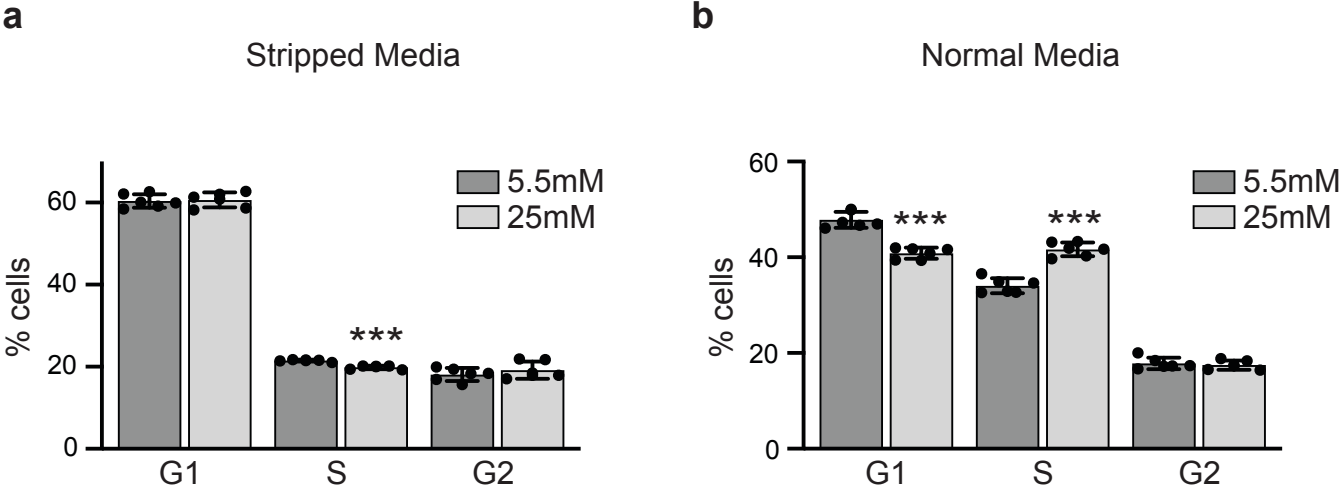 a
Stripped Media
% cells
60
40
20
0
5.5mM
25mM
***
G1 S G2
b
Normal Media
% cells
60
40
20
0
5.5mM
25mM
*** ***
G1 S G2